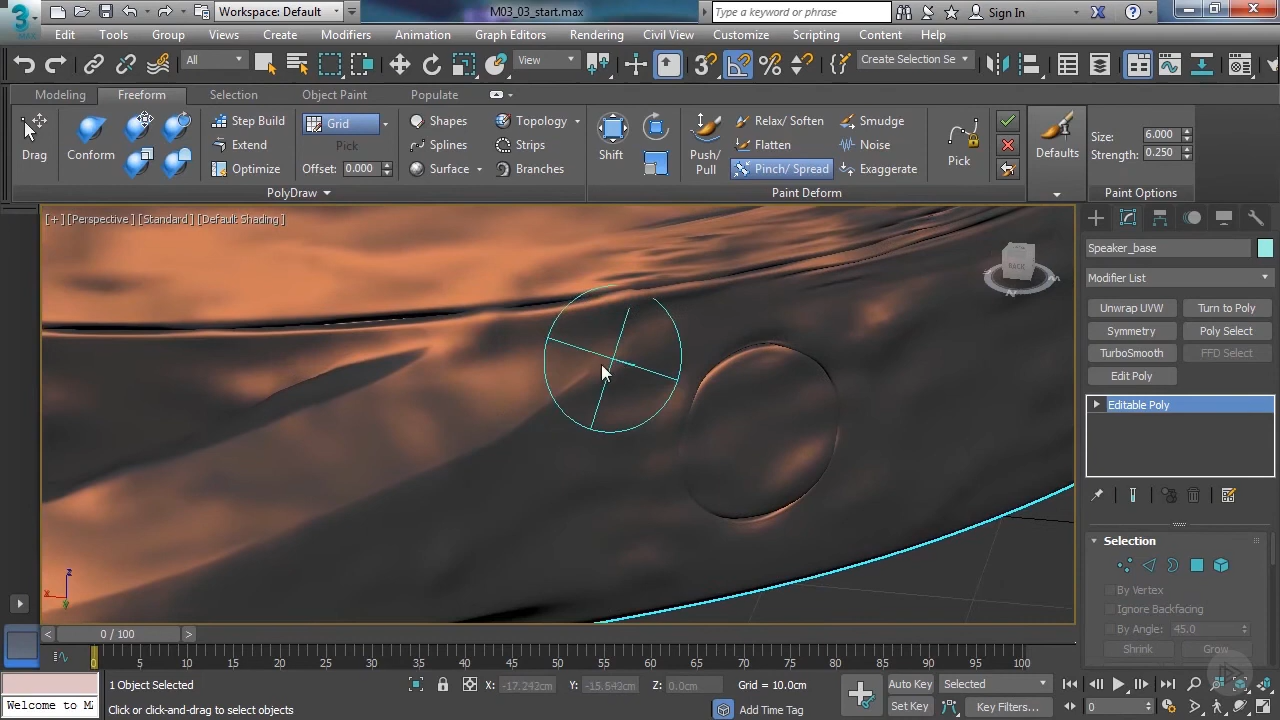 3 Workspace: Default M03_03_start.max Type a keyword or phrase Sign In
MAX Edit Tools Group Views Create Modifiers Animation Graph Editors Rendering Civil View Customize Scripting Content Help
All View 3 Create Selection Se
Modeling Freeform Selection Object Paint Populate
Step Build Grid Shapes Topology Relax/ Soften Smudge
Drag Conform Extend Pick Splines Strips Shift Push/ Pull Flatten Noise Pick Defaults Size: 6.000
Optimize Offset: 0.000 Surface Branches Pinch/ Spread Exaggerate Strength: 0.250
PolyDraw Paint Deform Paint Options
[+] [Perspective ] [Standard ] [Default Shading ]
BACK
Speaker_base
Modifier List
Unwrap UVW Turn to Poly
Symmetry Poly Select
TurboSmooth FFD Select
Edit Poly
Editable Poly
Selection
By Vertex
Ignore Backfacing
By Angle: 45.0
Shrink Grow
z
x
y
< 0 / 100 >
0 5 10 15 20 25 30 35 40 45 50 55 60 65 70 75 80 85 90 95 100
1 Object Selected X: -17.242cm Y: -15.542cm Z: 0.0cm Grid = 10.0cm Auto Key Selected
Welcome to M Click or click-and-drag to select objects Add Time Tag Set Key Key Filters... 0